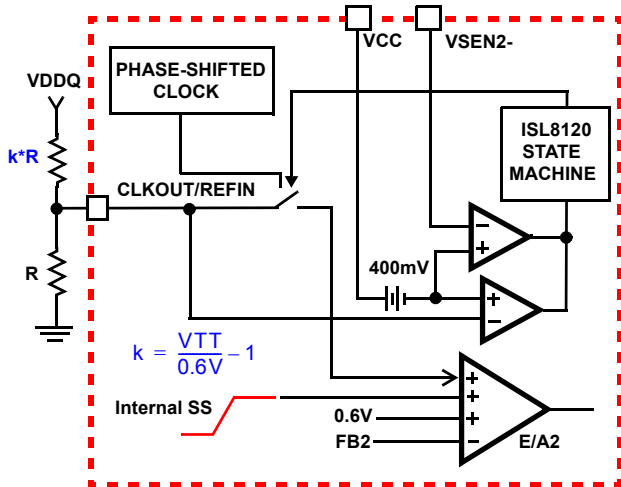 VCC
VSEN2-
PHASE-SHIFTED
CLOCK
VDDQ
ISL8120
STATE
MACHINE
k*R
CLKOUT/REFIN
−
+
400mV
R
+
−
k = VTT/0.6V – 1
+
Internal SS
+
0.6V
+
FB2
−
E/A2